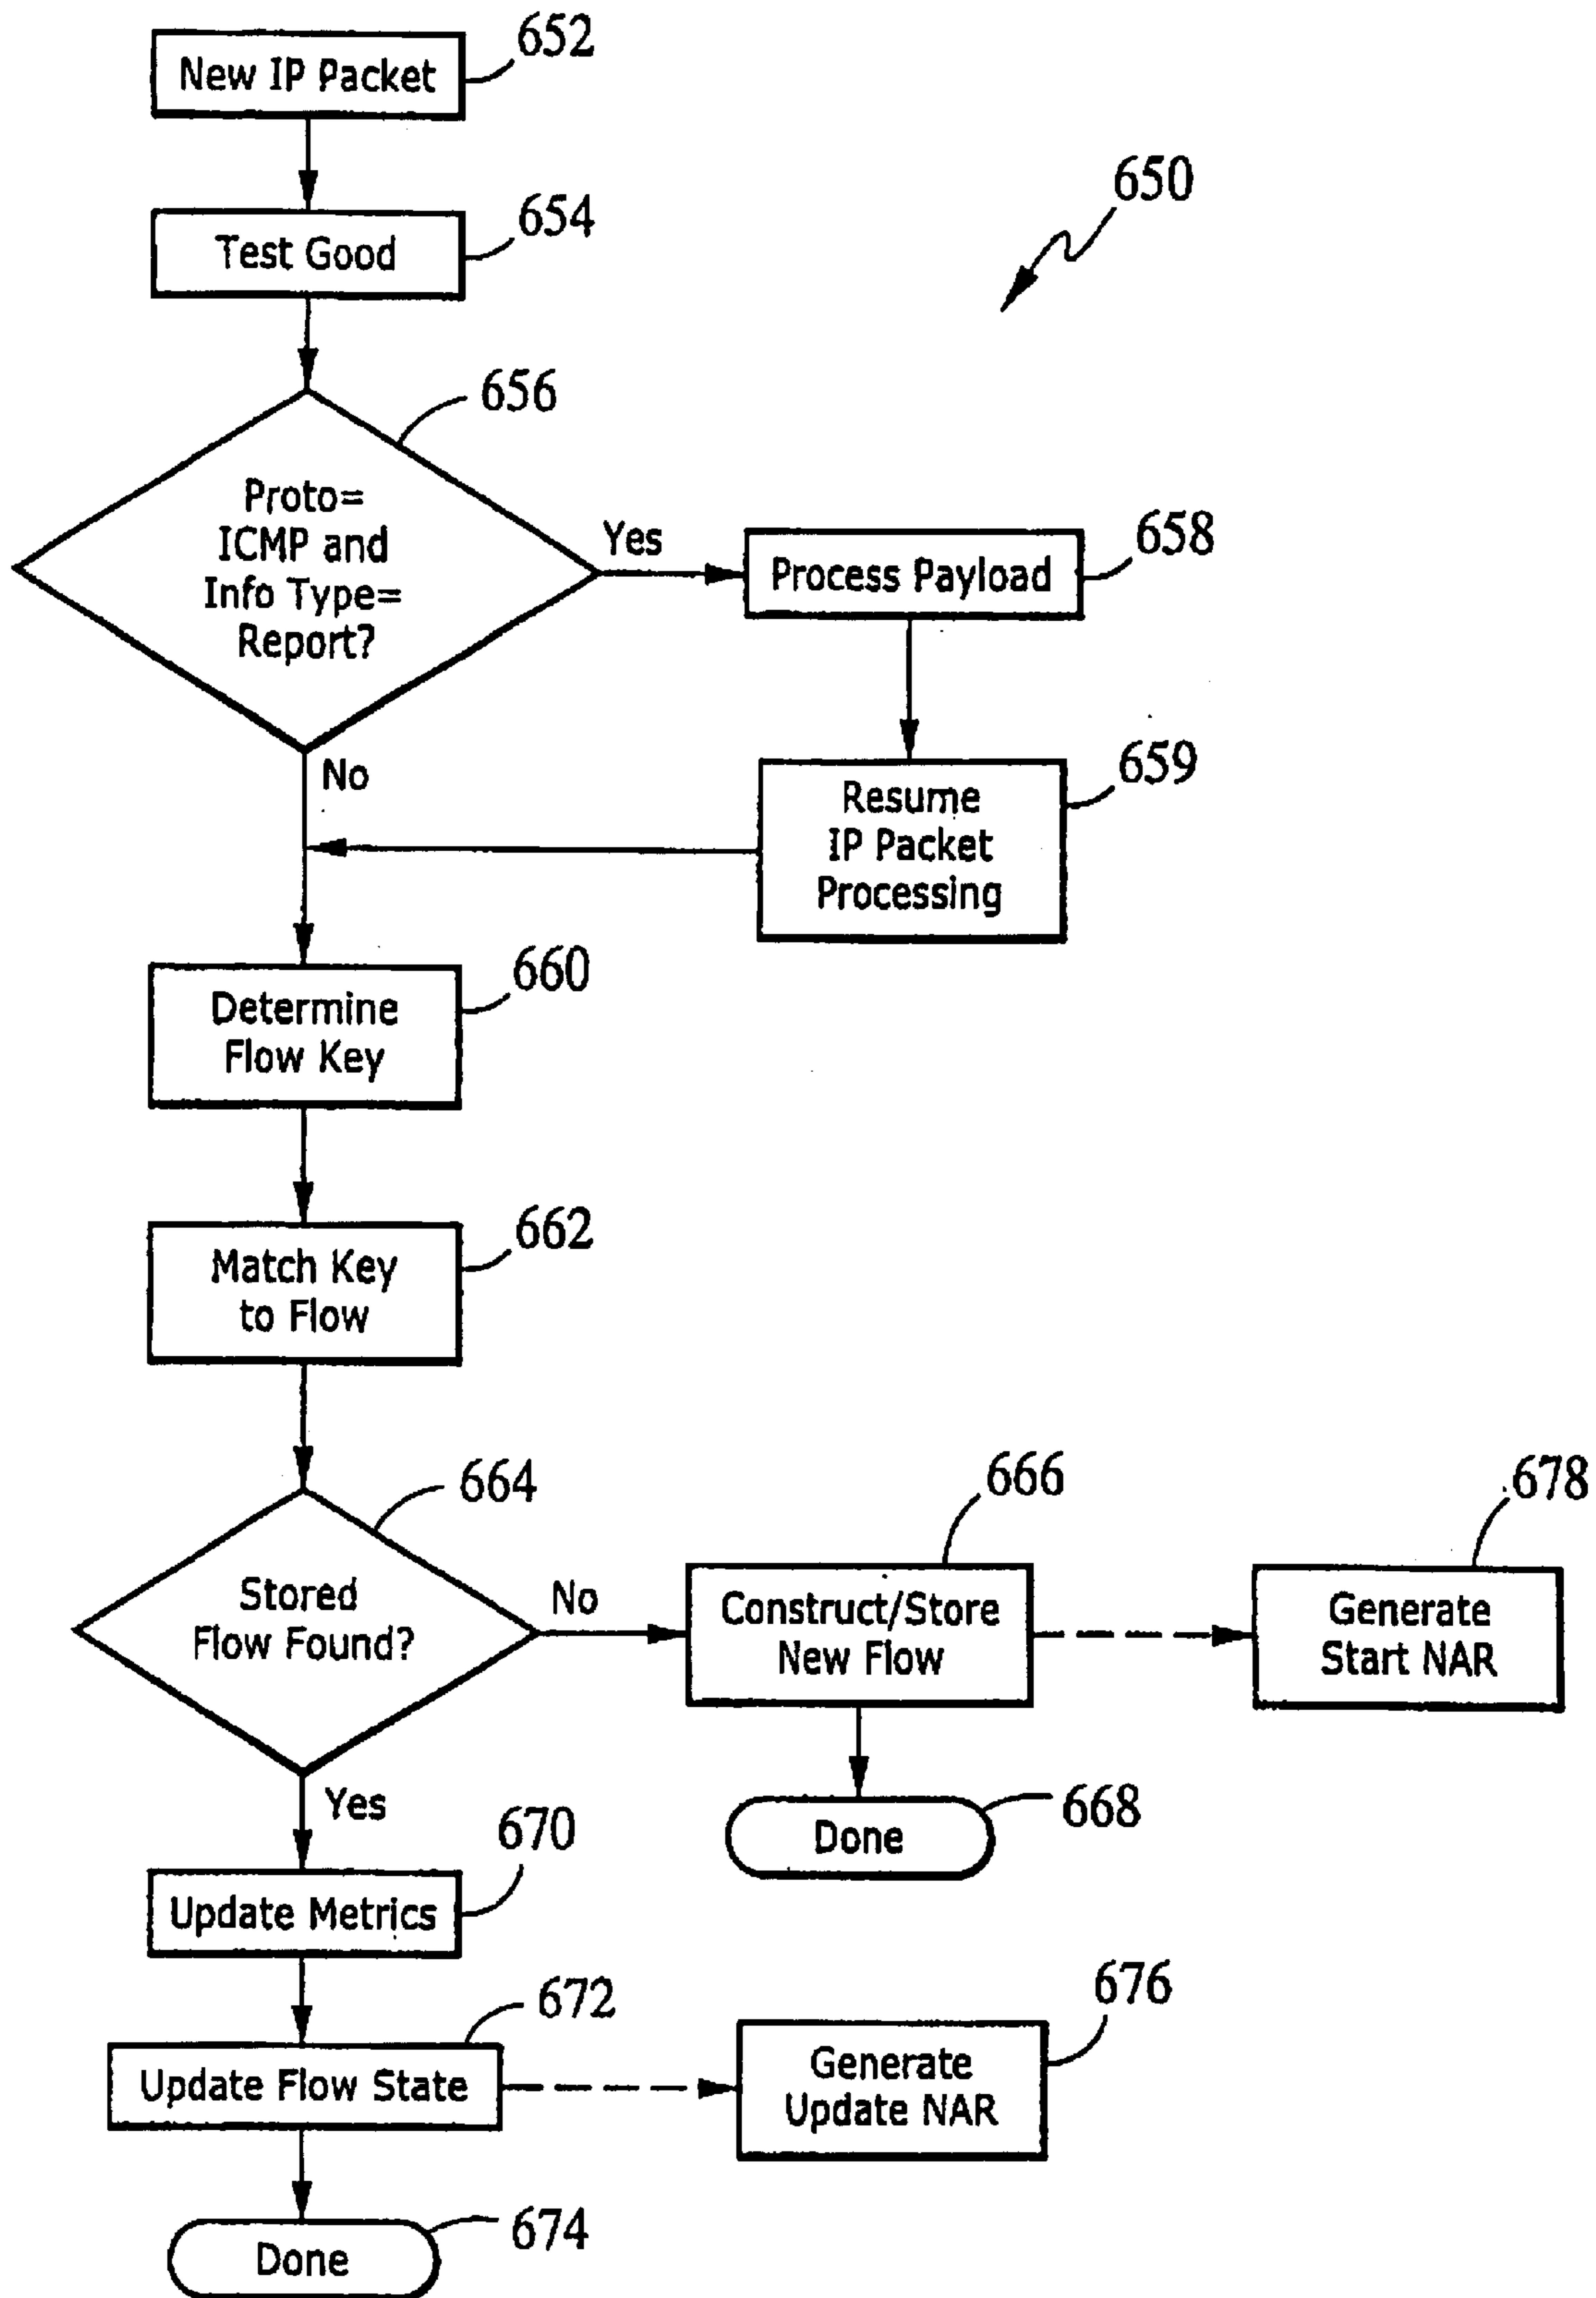 652
New IP Packet
650
654
Test Good
656
Proto=
ICMP and
Info Type=
Report?
Yes
658
Process Payload
No
659
Resume
IP Packet
Processing
660
Determine
Flow Key
662
Match Key
to Flow
664
Stored
Flow Found?
No
666
Construct/Store
New Flow
678
Generate
Start NAR
Yes
668
Done
670
Update Metrics
672
Update Flow State
676
Generate
Update NAR
674
Done